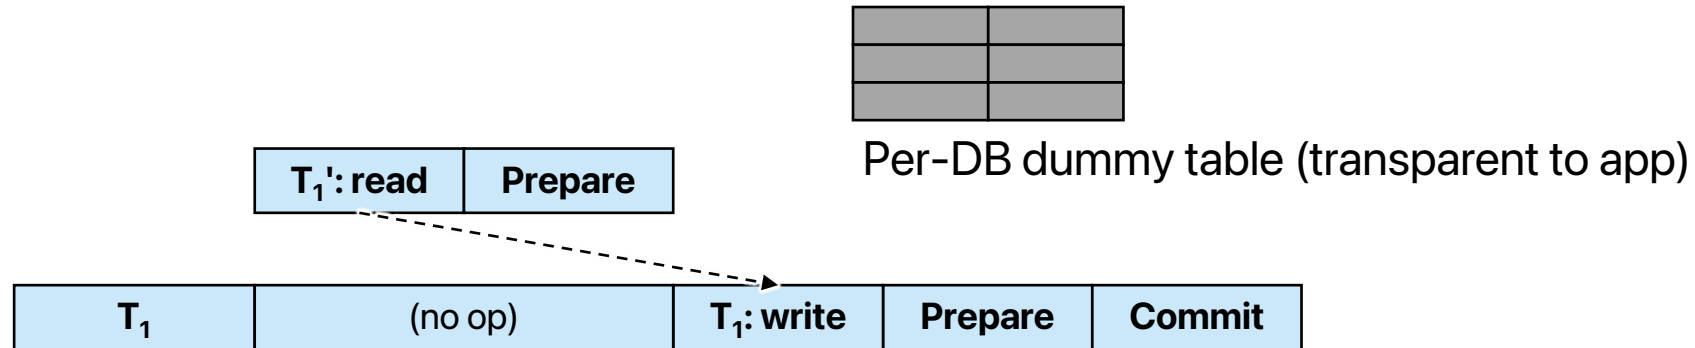 Per-DB dummy table (transparent to app)
T₁': read Prepare
T₁ (no op) T₁: write Prepare Commit